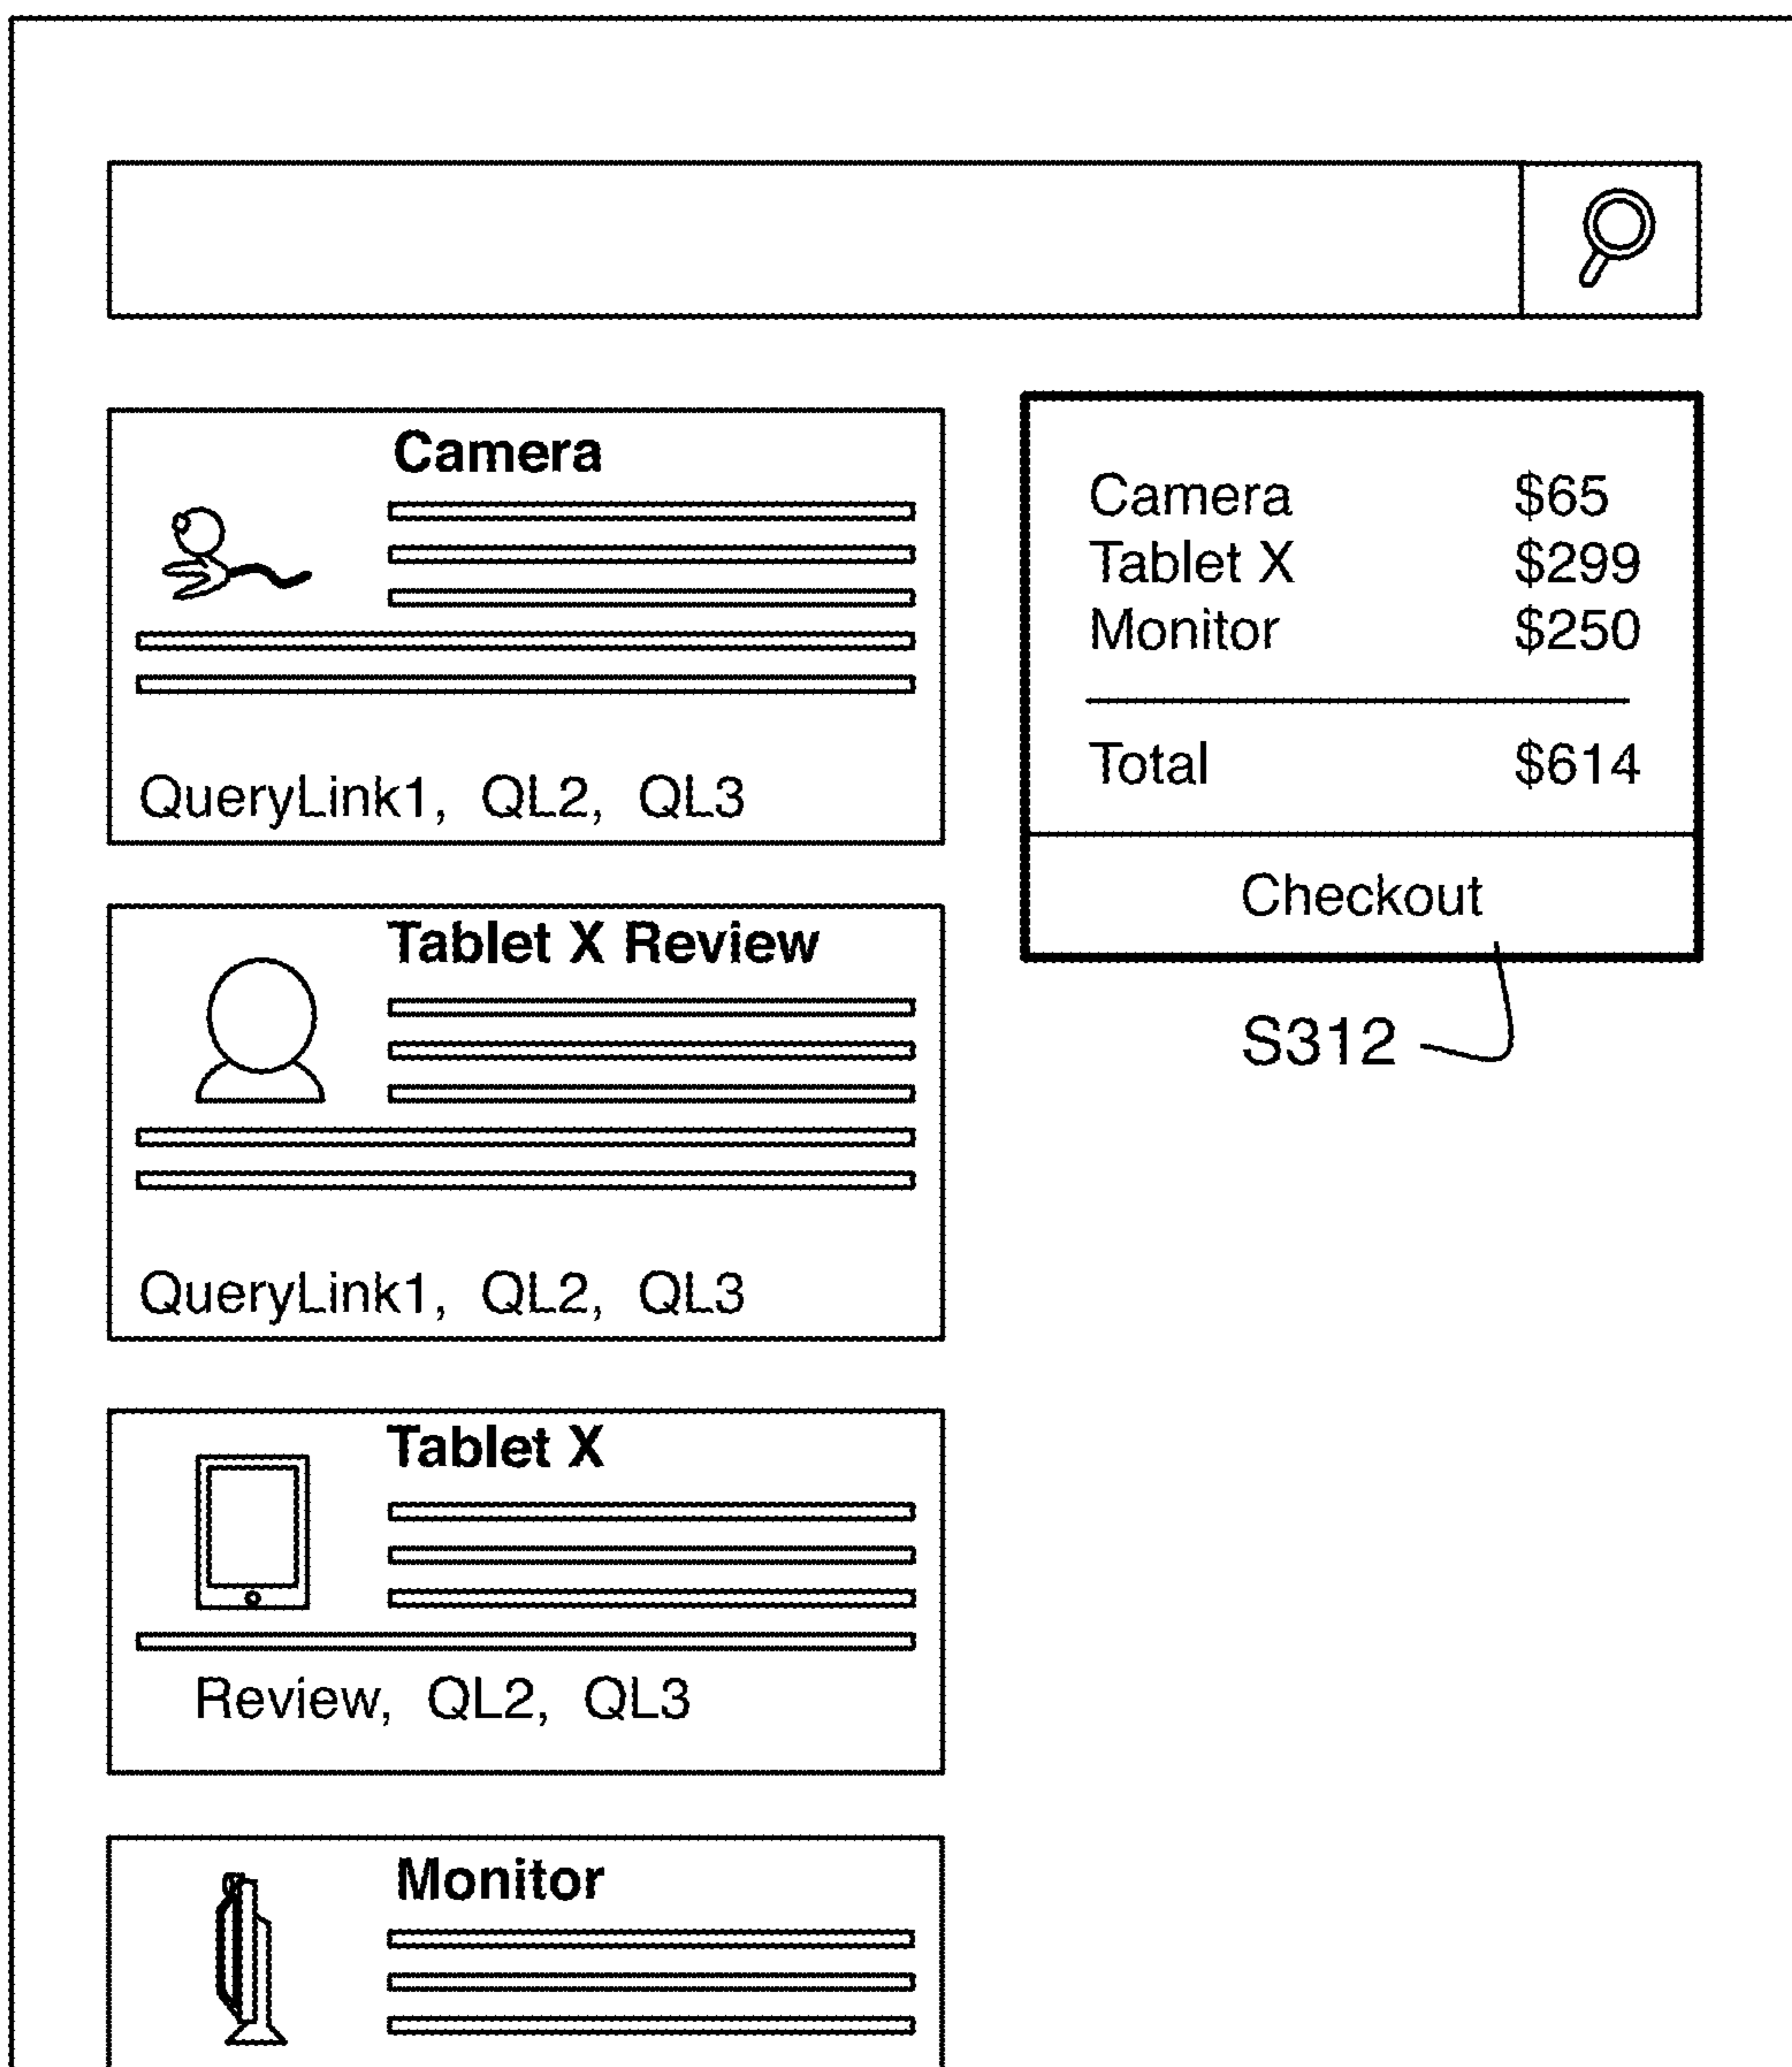 Camera
QueryLink1, QL2, QL3
Tablet X Review
QueryLink1, QL2, QL3
Tablet X
Review, QL2, QL3
Monitor
Camera $65
Tablet X $299
Monitor $250
Total $614
Checkout
S312